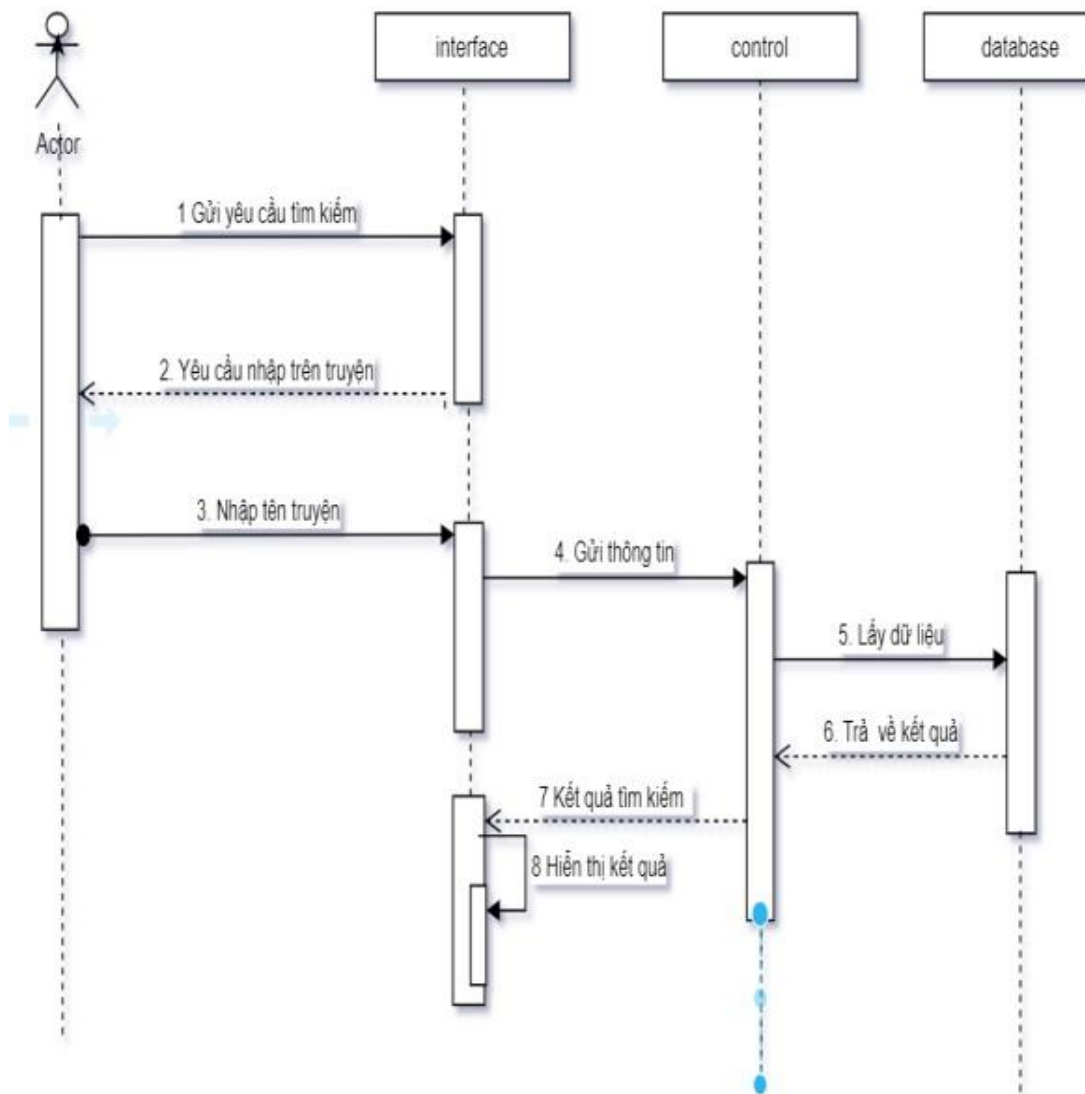 interface
control
database
Actor
1 Gửi yêu cầu tìm kiếm
2. Yêu cầu nhập trên truyện
3. Nhập tên truyện
4. Gửi thông tin
5. Lấy dữ liệu
6. Trả về kết quả
7 Kết quả tìm kiếm
8 Hiển thị kết quả